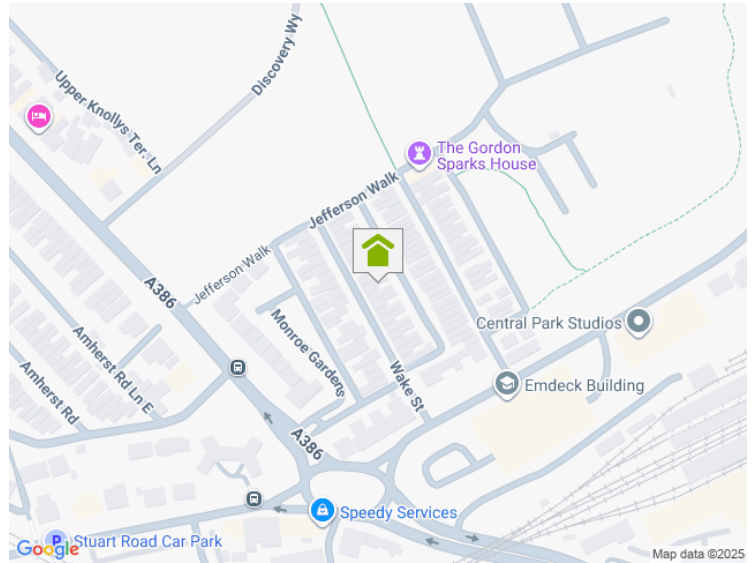 Discovery Wy
Upper Knollys Ter. Ln
The Gordon
Sparks House
Jefferson Walk
Jefferson Walk
A386
Monroe Gardens
Central Park Studios
Amherst Rd Ln E
Wake St
Emdeck Building
Amherst Rd
A386
Speedy Services
P
Stuart Road Car Park
Google
Map data ©2025